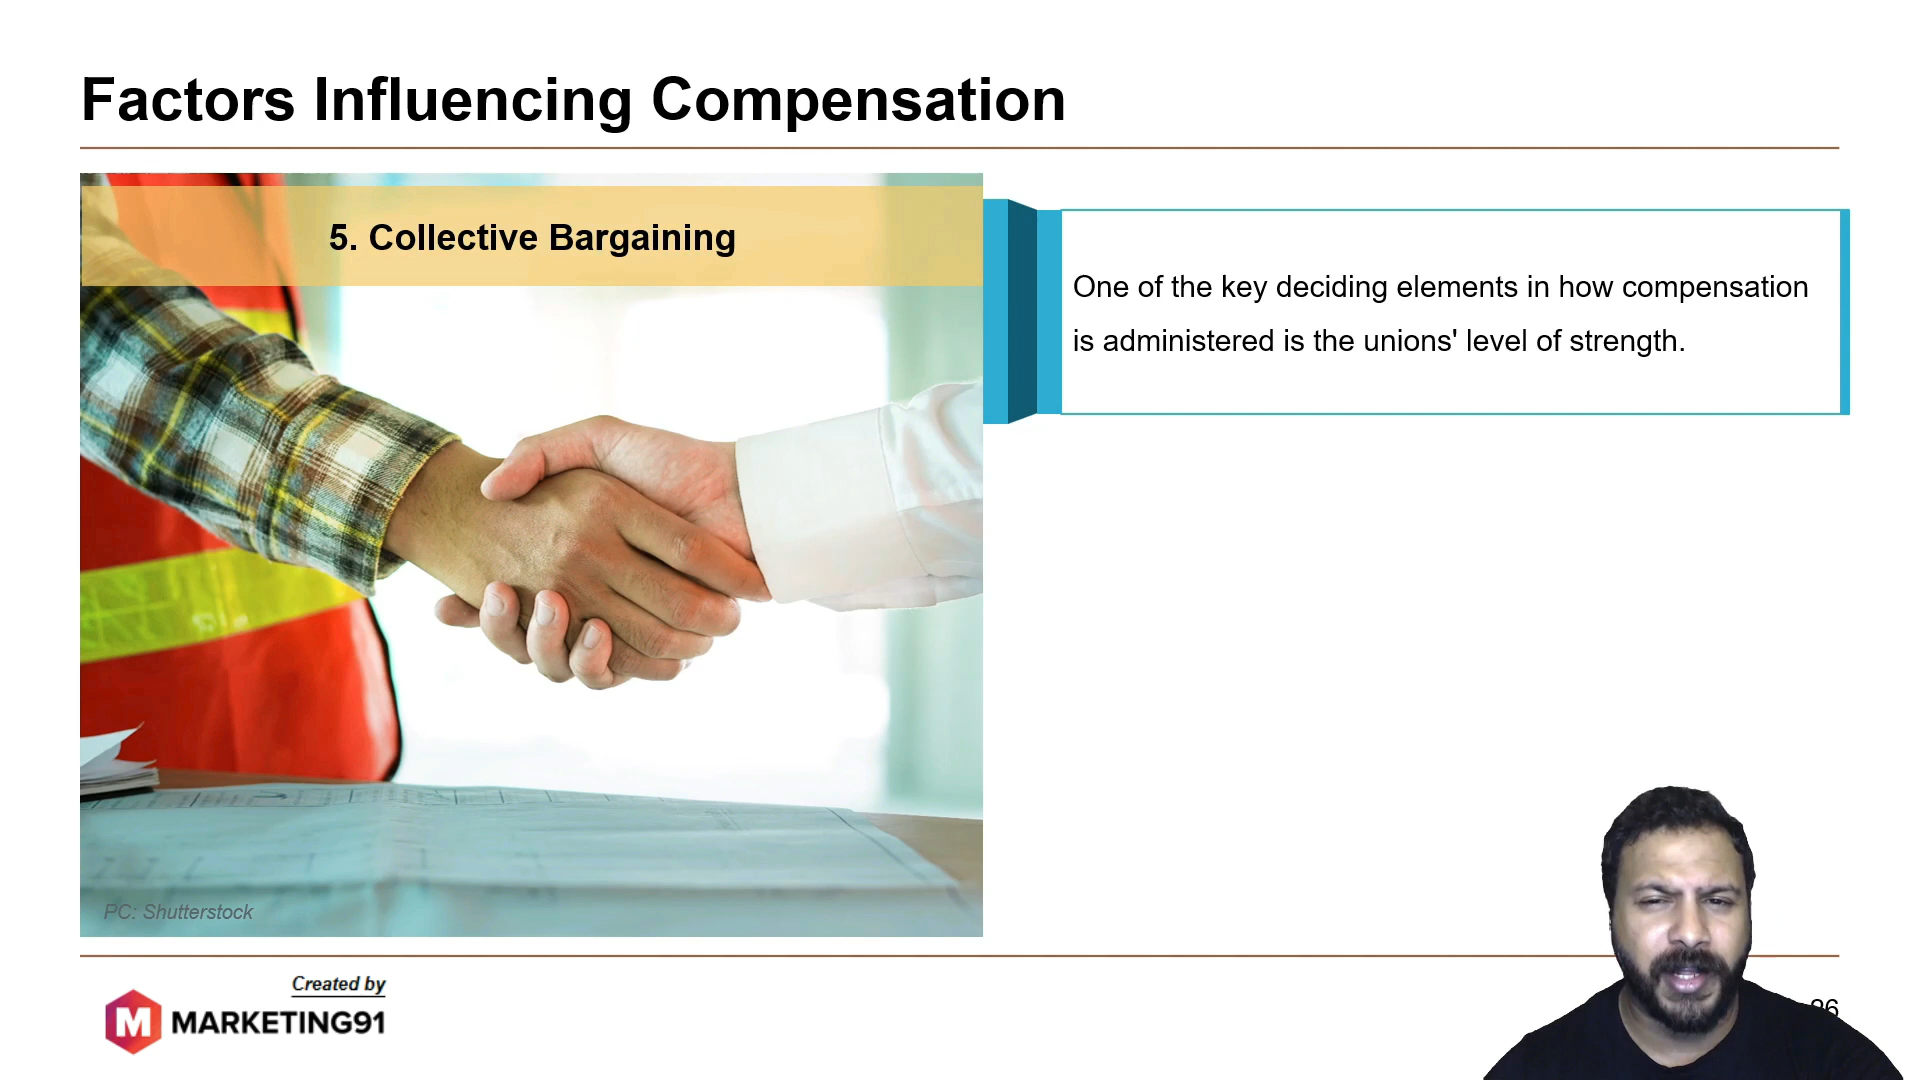 Factors Influencing Compensation
5. Collective Bargaining
One of the key deciding elements in how compensation
is administered is the unions' level of strength.
PC: Shutterstock
Created by
M MARKETING91
26